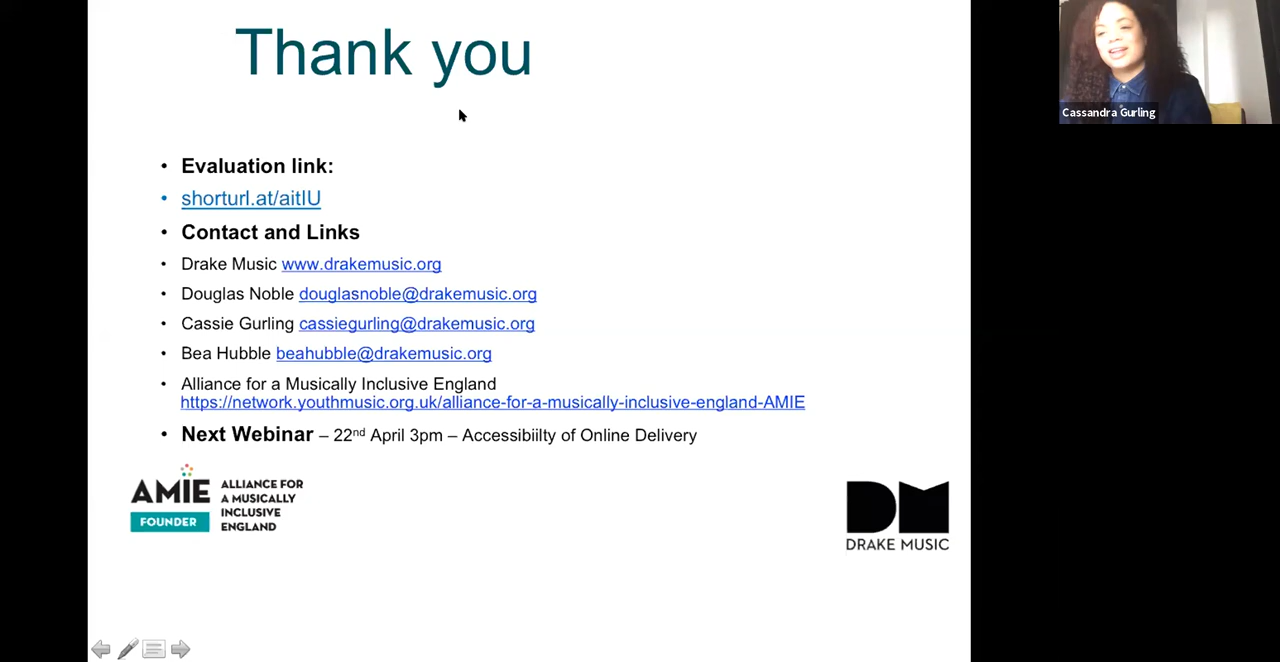 Thank you
Cassandra Gurling
• Evaluation link:
• shorturl.at/aitIU
• Contact and Links
• Drake Music www.drakemusic.org
• Douglas Noble douglasnoble@drakemusic.org
• Cassie Gurling cassiegurling@drakemusic.org
• Bea Hubble beahubble@drakemusic.org
• Alliance for a Musically Inclusive England
https://network.youthmusic.org.uk/alliance-for-a-musically-inclusive-england-AMIE
• Next Webinar – 22nd April 3pm – Accessibiilty of Online Delivery
AMIE
FOUNDER
ALLIANCE FOR
A MUSICALLY
INCLUSIVE
ENGLAND
DM
DRAKE MUSIC